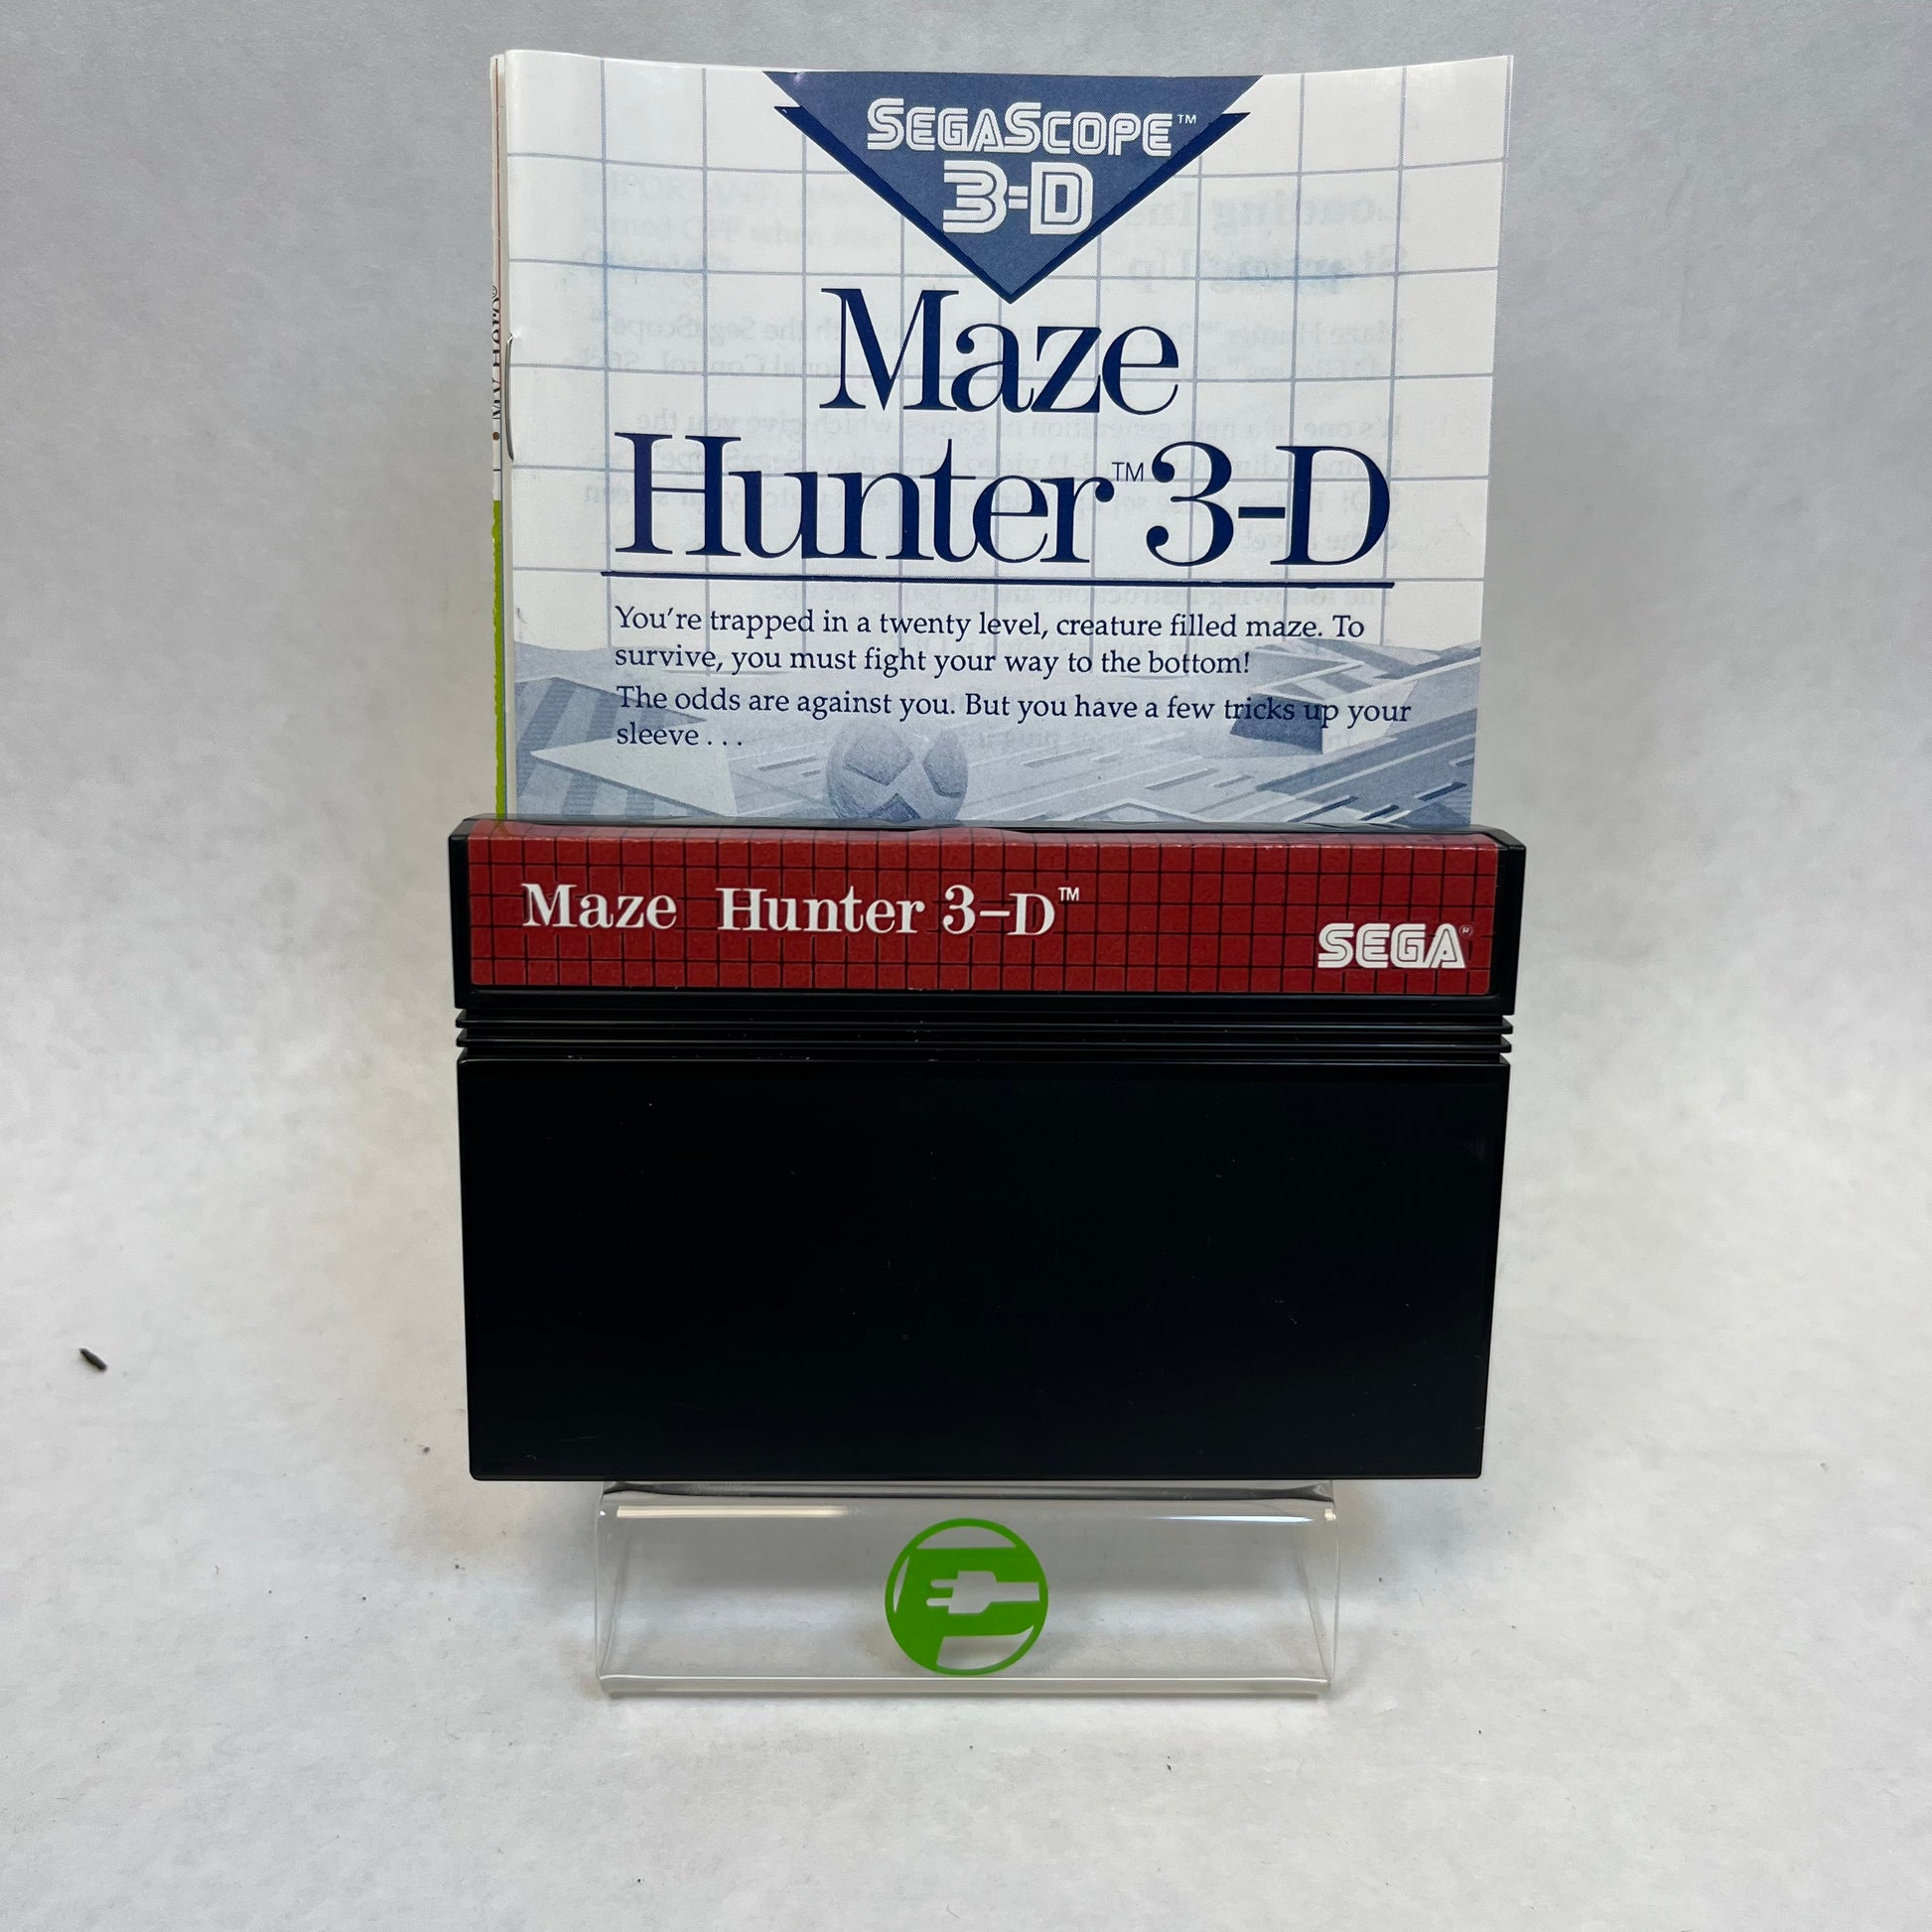 SEGASCOPE™
3-D
Maze
Hunter™ 3-D
You're trapped in a twenty level, creature filled maze. To
survive, you must fight your way to the bottom!
The odds are against you. But you have a few tricks up your
sleeve . . .
Maze Hunter 3-D™
SEGA®